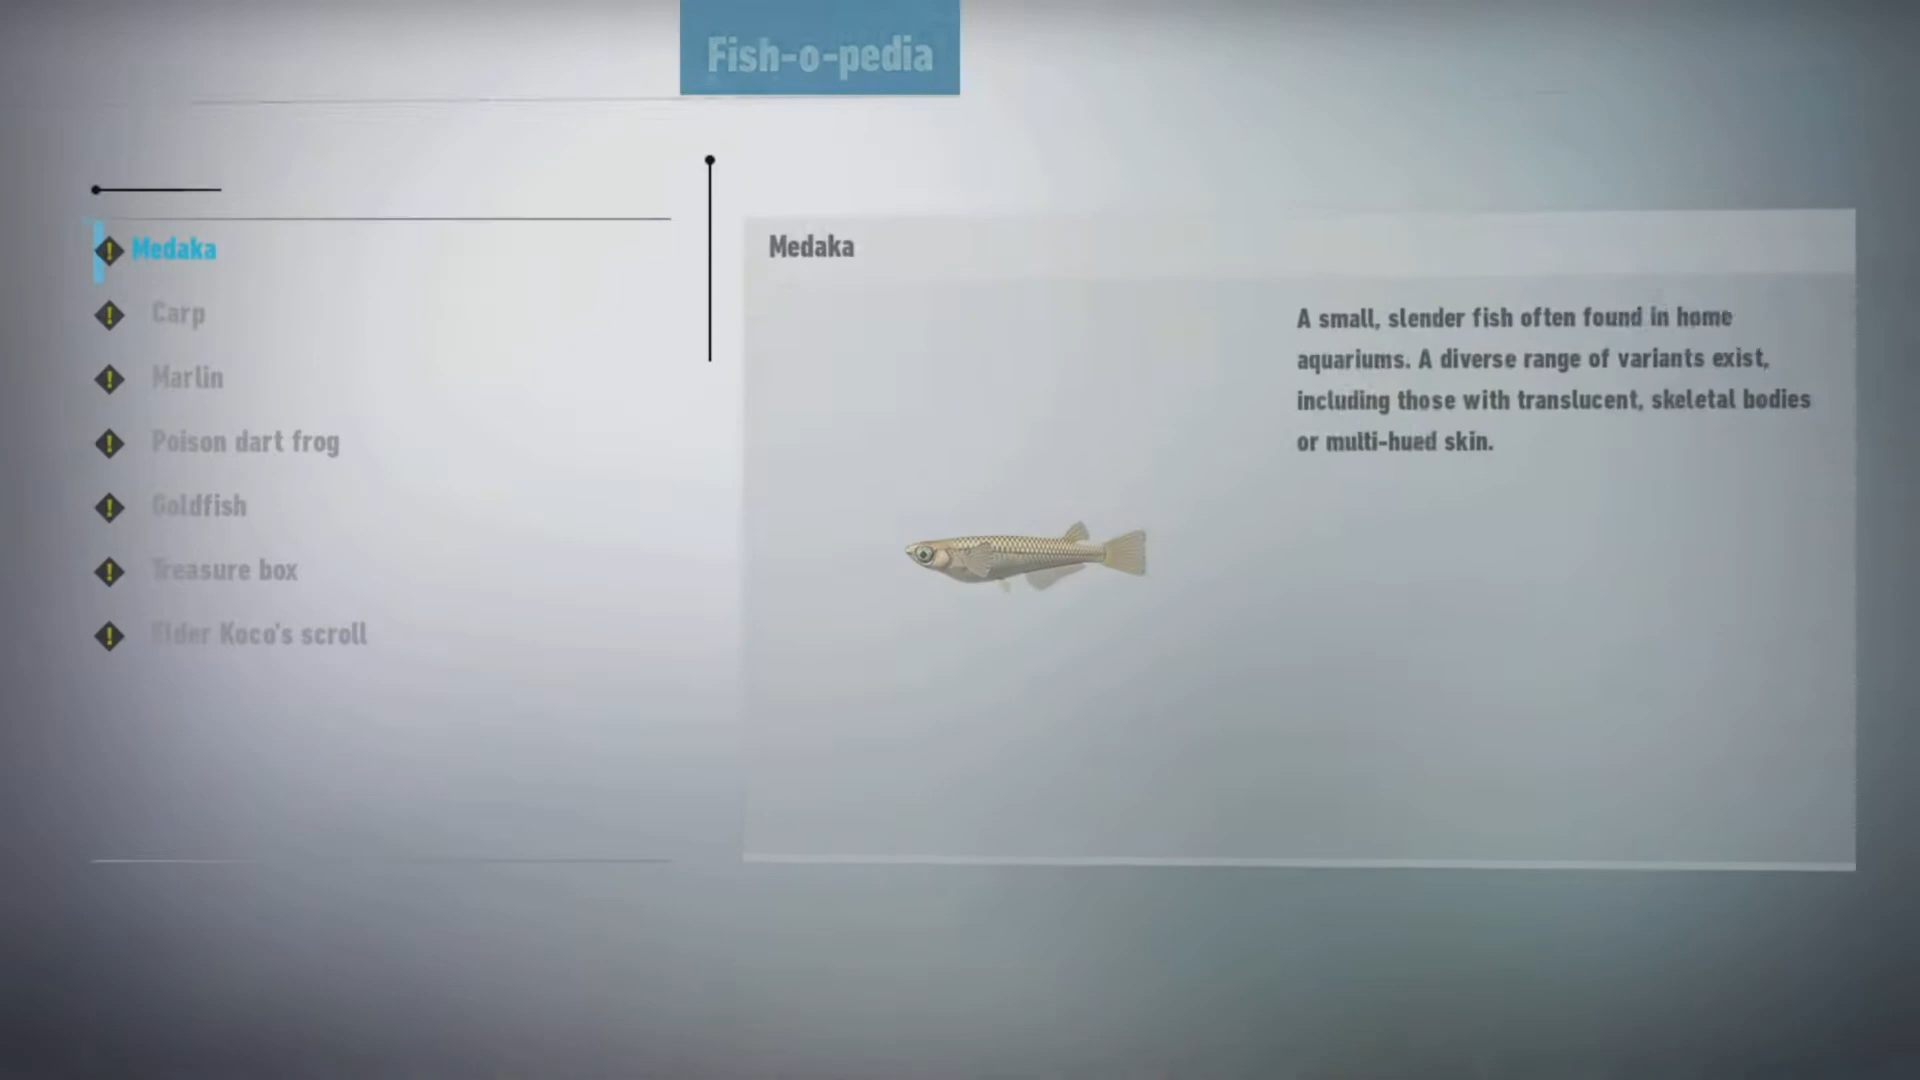 Fish-o-pedia
Medaka
Carp
Marlin
Poison dart frog
Goldfish
Treasure box
Elder Koco's scroll
Medaka
A small, slender fish often found in home
aquariums. A diverse range of variants exist,
including those with translucent, skeletal bodies
or multi-hued skin.